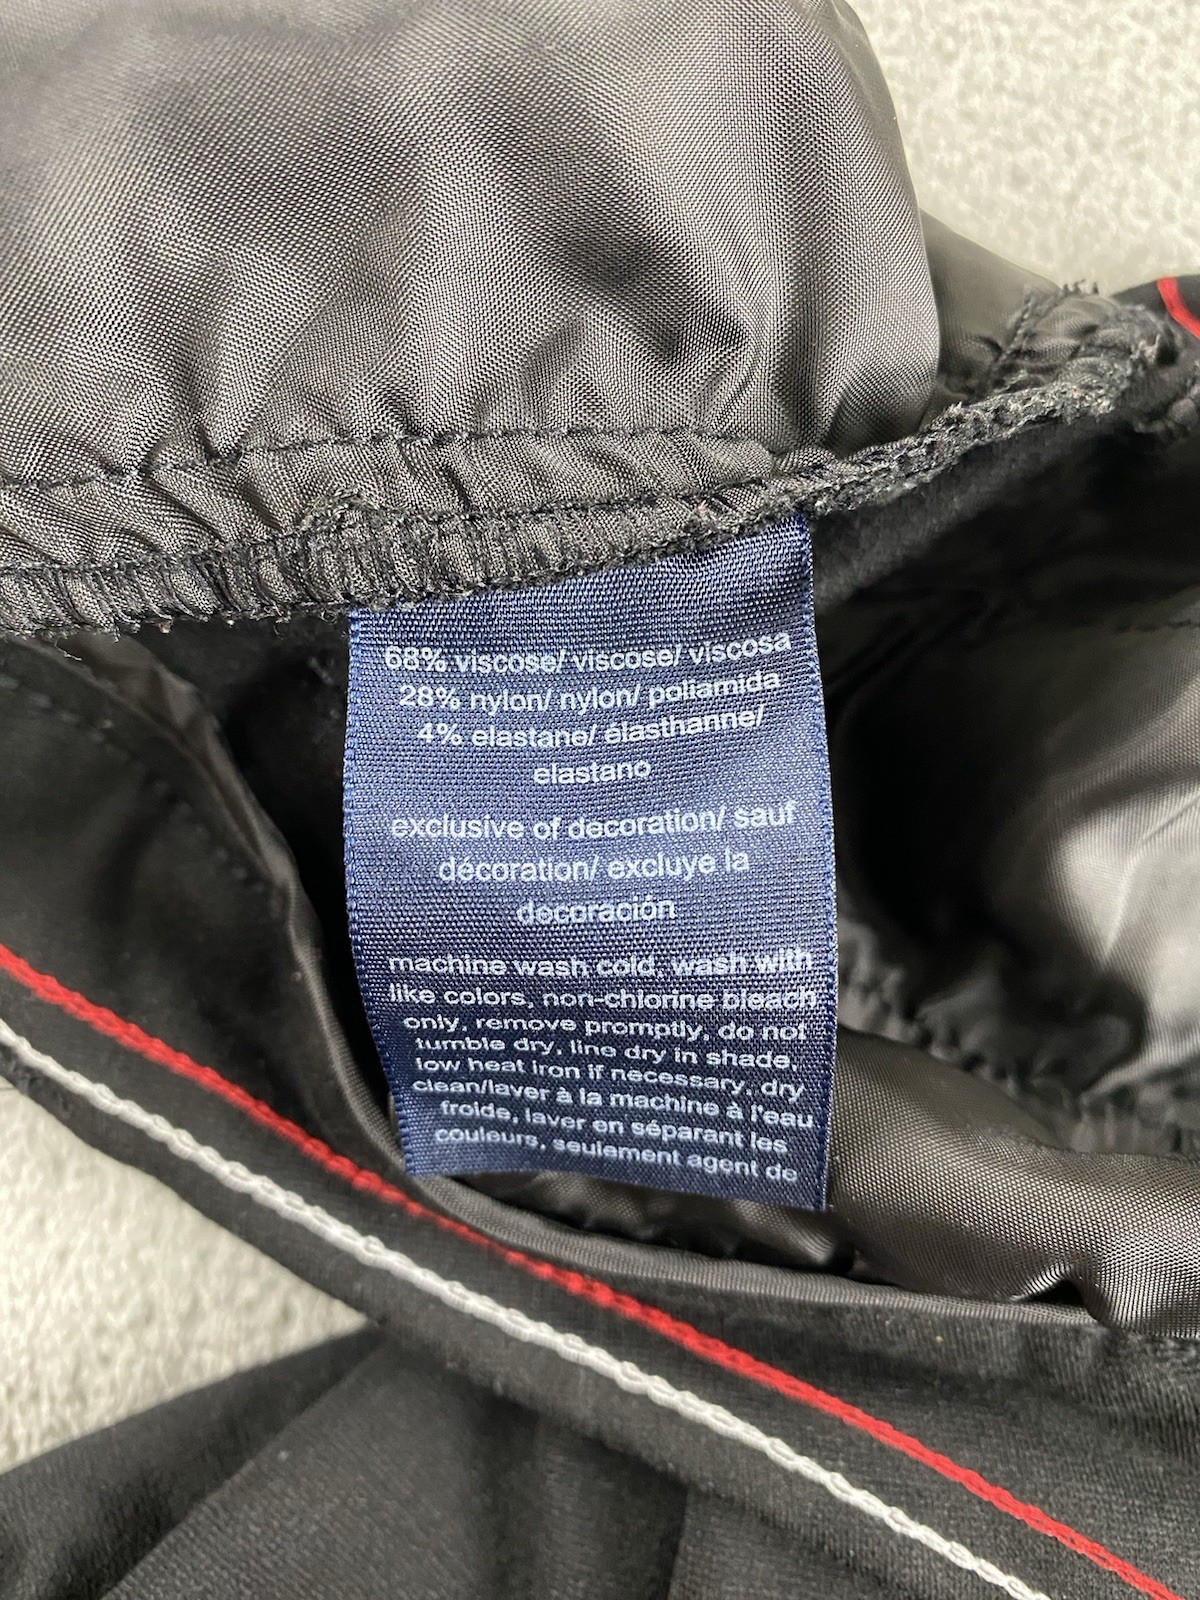 68% viscose/ viscose/ viscosa
28% nylon/ nylon/ poliamida
4% elastane/ élasthanne/
elastano
exclusive of decoration/ sauf
décoration/ excluye la
decoración
machine wash cold, wash with
like colors, non-chlorine bleach
only, remove promptly, do not
tumble dry, line dry in shade,
low heat iron if necessary, dry
clean/laver à la machine à l'eau
froide, laver en séparant les
couleurs, seulement agent de